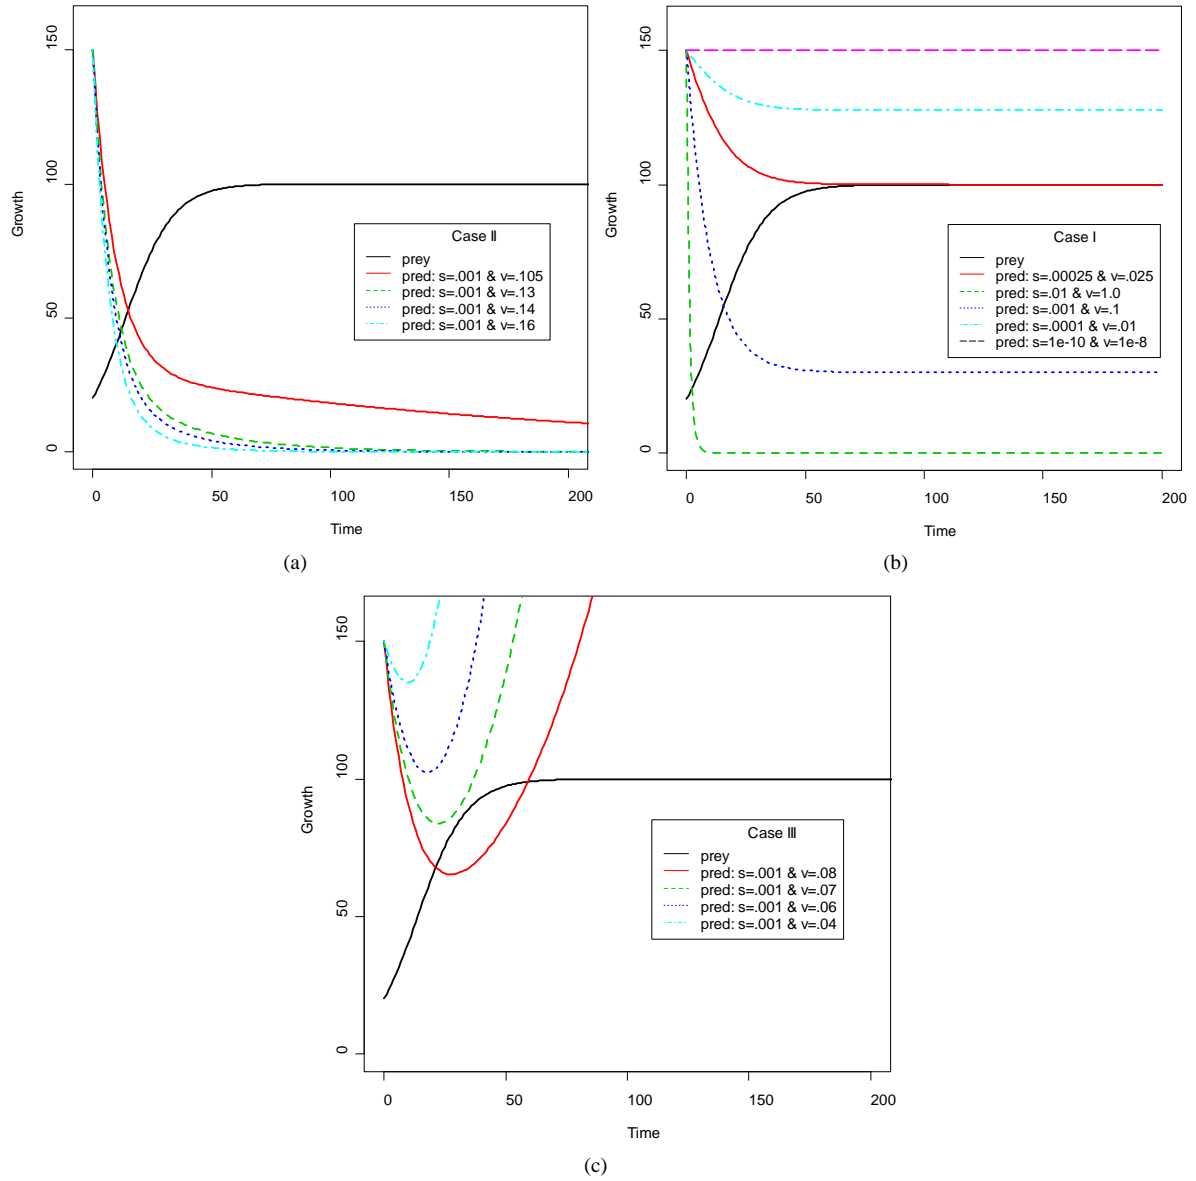 150
100
50
0
Growth
Case II
prey
pred: s=.001 & v=.105
pred: s=.001 & v=.13
pred: s=.001 & v=.14
pred: s=.001 & v=.16
0 50 100 150 200
Time
(a)
150
100
50
0
Growth
Case I
prey
pred: s=.00025 & v=.025
pred: s=.01 & v=1.0
pred: s=.001 & v=.1
pred: s=.0001 & v=.01
pred: s=1e-10 & v=1e-8
0 50 100 150 200
Time
(b)
150
100
50
0
Growth
Case III
prey
pred: s=.001 & v=.08
pred: s=.001 & v=.07
pred: s=.001 & v=.06
pred: s=.001 & v=.04
0 50 100 150 200
Time
(c)